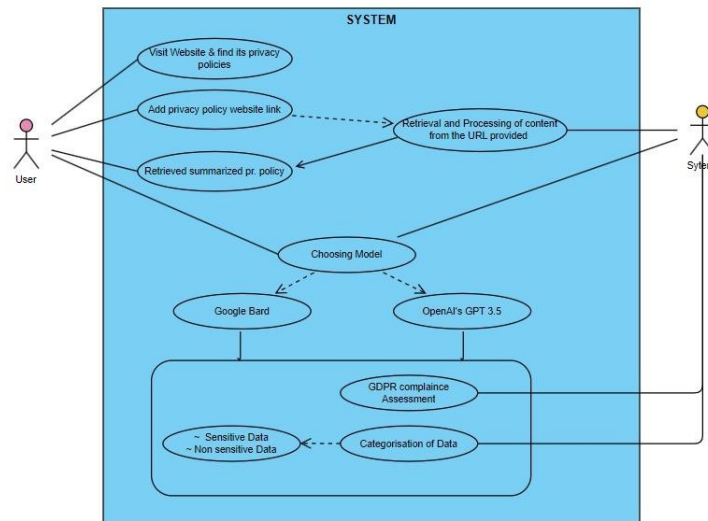 SYSTEM
Visit Website & find its privacy
policies
Add privacy policy website link
Retrieval and Processing of content
from the URL provided
Retrieved summarized pr. policy
User
Sytem
Choosing Model
Google Bard
OpenAI's GPT 3.5
GDPR complaince
Assessment
~ Sensitive Data
~ Non sensitive Data
Categorisation of Data